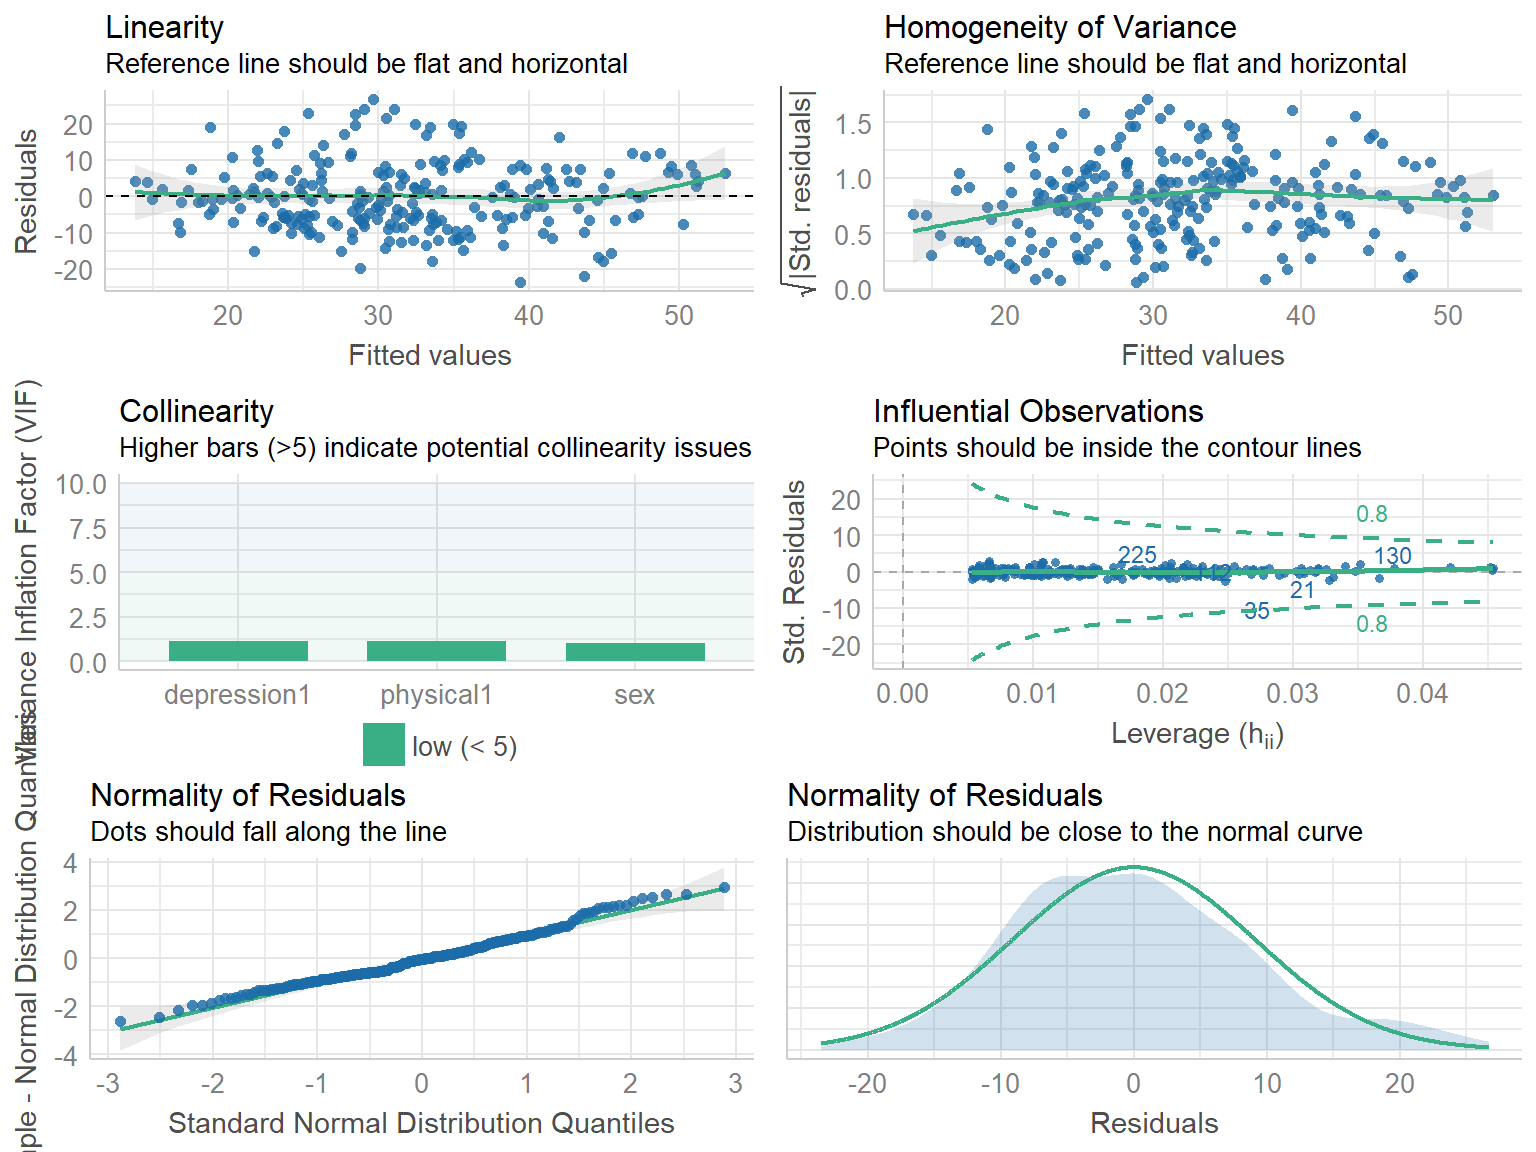 Linearity
Reference line should be flat and horizontal
Residuals
20
10
0
-10
-20
20 30 40 50
Fitted values
Homogeneity of Variance
Reference line should be flat and horizontal
√|Std. residuals|
1.5
1.0
0.5
0.0
20 30 40 50
Fitted values
Collinearity
Higher bars (>5) indicate potential collinearity issues
Variance Inflation Factor (VIF)
10.0
7.5
5.0
2.5
0.0
depression1 physical1 sex
low (< 5)
Influential Observations
Points should be inside the contour lines
Std. Residuals
20
10
0
-10
-20
0.8
225
130
21
35
0.8
0.00 0.01 0.02 0.03 0.04
Leverage (hii)
Normality of Residuals
Dots should fall along the line
- Normal Distribution Quantiles
4
2
0
-2
-4
-3 -2 -1 0 1 2 3
Standard Normal Distribution Quantiles
Normality of Residuals
Distribution should be close to the normal curve
-20 -10 0 10 20
Residuals